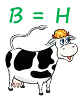 B = H